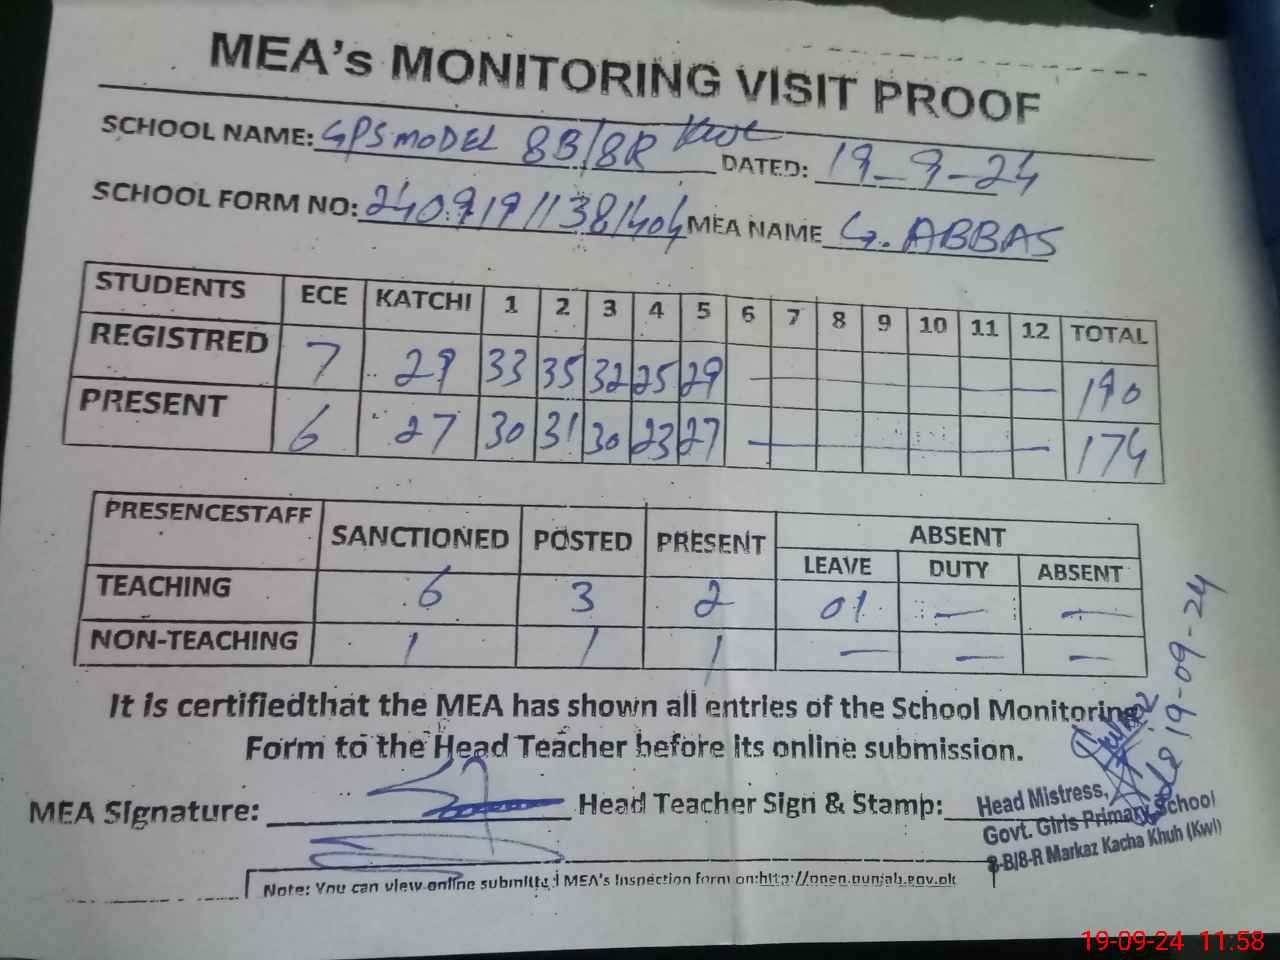 MEA's MONITORING VISIT PROOF
SCHOOL NAME: GPS MODEL 8B/8R Kwl DATED: 19-9-24
SCHOOL FORM NO: 24091911381404 MEA NAME G. ABBAS
STUDENTS ECE KATCHI 1 2 3 4 5 6 7 8 9 10 11 12 TOTAL
REGISTRED 7 29 33 35 32 25 29 — 190
PRESENT 6 27 30 31 30 23 27 — 174
PRESENCESTAFF SANCTIONED POSTED PRESENT ABSENT
LEAVE DUTY ABSENT
TEACHING 6 3 2 01 — —
NON-TEACHING 1 1 1 — — —
It is certifiedthat the MEA has shown all entries of the School Monitoring
Form to the Head Teacher before its online submission.
MEA Signature: Head Teacher Sign & Stamp:
19-09-24
Head Mistress,
Govt. Girls Primary School
8-B/8-R Markaz Kacha Khuh (Kwl)
Note: You can view online submitted MEA's Inspection form on:http://open.punjab.gov.pk
19-09-24 11:58